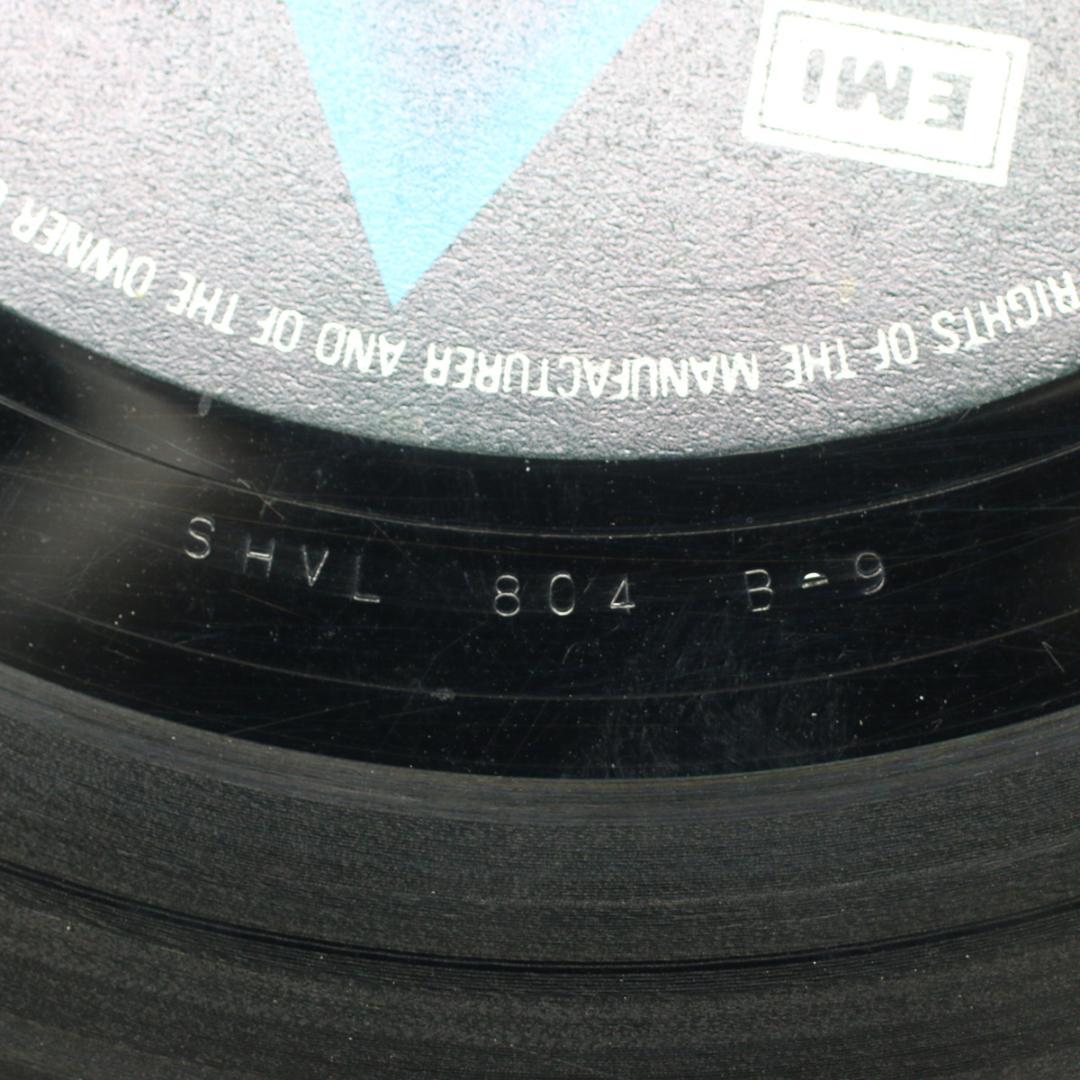 EMI
RIGHTS OF THE MANUFACTURER AND OF THE OWNER
SHVL 804 B-9